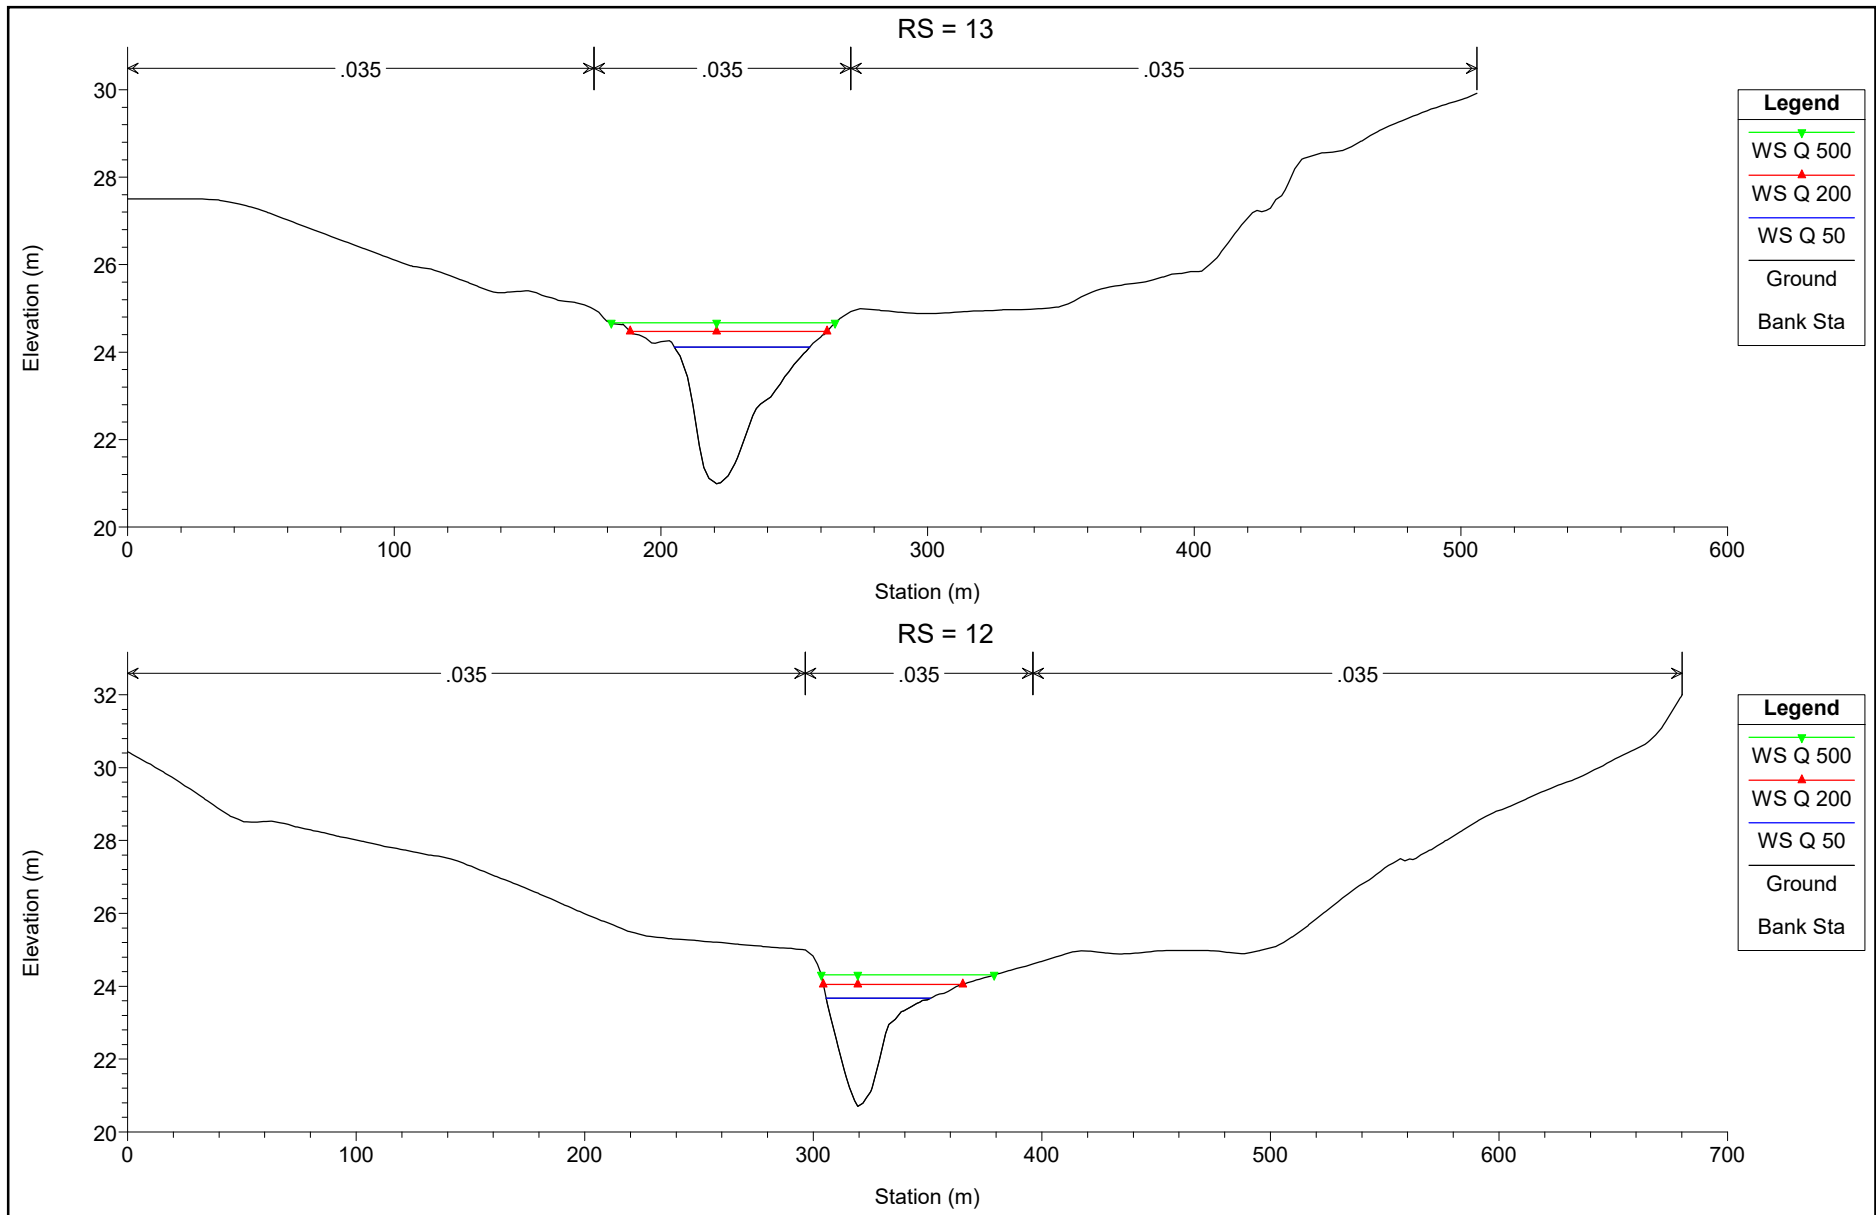 RS = 13
.035 .035 .035
30
28
26
24
22
20
Elevation (m)
0 100 200 300 400 500 600
Station (m)
Legend
WS Q 500
WS Q 200
WS Q 50
Ground
Bank Sta
RS = 12
.035 .035 .035
32
30
28
26
24
22
20
Elevation (m)
0 100 200 300 400 500 600 700
Station (m)
Legend
WS Q 500
WS Q 200
WS Q 50
Ground
Bank Sta